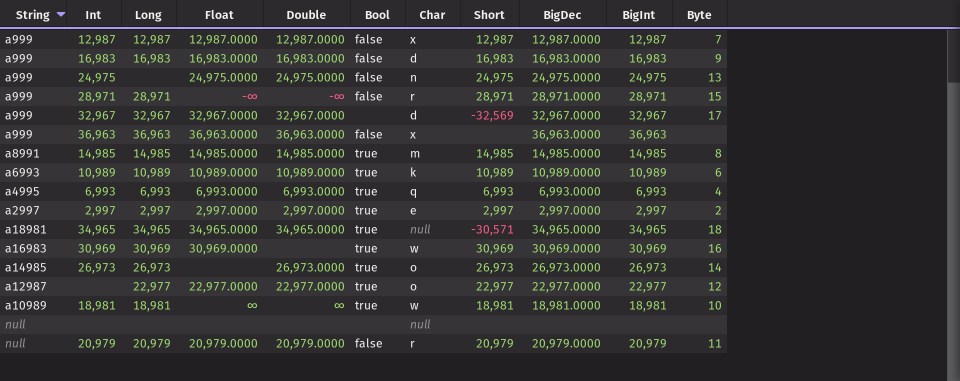 String Int Long Float Double Bool Char Short BigDec BigInt Byte
a999 12,987 12,987 12,987.0000 12,987.0000 false x 12,987 12,987.0000 12,987 7
a999 16,983 16,983 16,983.0000 16,983.0000 false d 16,983 16,983.0000 16,983 9
a999 24,975 24,975.0000 24,975.0000 false n 24,975 24,975.0000 24,975 13
a999 28,971 28,971 -∞ -∞ false r 28,971 28,971.0000 28,971 15
a999 32,967 32,967 32,967.0000 32,967.0000 d -32,569 32,967.0000 32,967 17
a999 36,963 36,963 36,963.0000 36,963.0000 false x 36,963.0000 36,963
a8991 14,985 14,985 14,985.0000 14,985.0000 true m 14,985 14,985.0000 14,985 8
a6993 10,989 10,989 10,989.0000 10,989.0000 true k 10,989 10,989.0000 10,989 6
a4995 6,993 6,993 6,993.0000 6,993.0000 true q 6,993 6,993.0000 6,993 4
a2997 2,997 2,997 2,997.0000 2,997.0000 true e 2,997 2,997.0000 2,997 2
a18981 34,965 34,965 34,965.0000 34,965.0000 true null -30,571 34,965.0000 34,965 18
a16983 30,969 30,969 30,969.0000 true w 30,969 30,969.0000 30,969 16
a14985 26,973 26,973 26,973.0000 true o 26,973 26,973.0000 26,973 14
a12987 22,977 22,977.0000 22,977.0000 true o 22,977 22,977.0000 22,977 12
a10989 18,981 18,981 ∞ ∞ true w 18,981 18,981.0000 18,981 10
null null
null 20,979 20,979 20,979.0000 20,979.0000 false r 20,979 20,979.0000 20,979 11